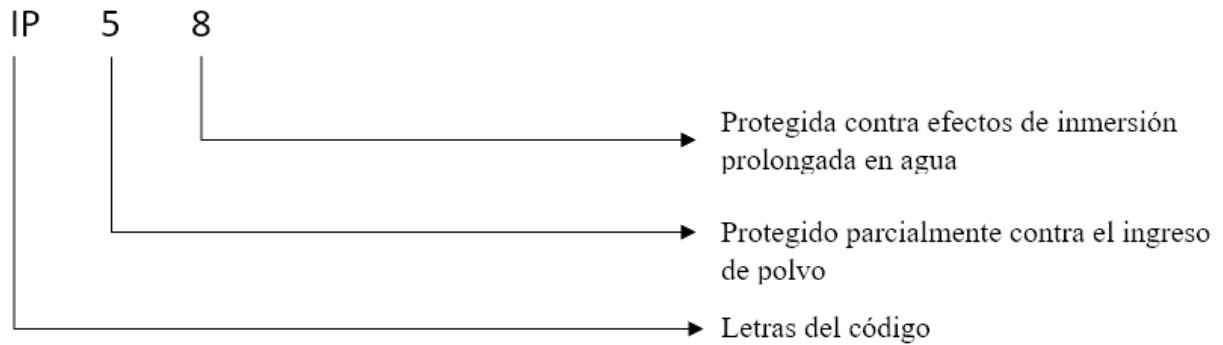 IP 5 8
Protegida contra efectos de inmersión
prolongada en agua
Protegido parcialmente contra el ingreso
de polvo
Letras del código